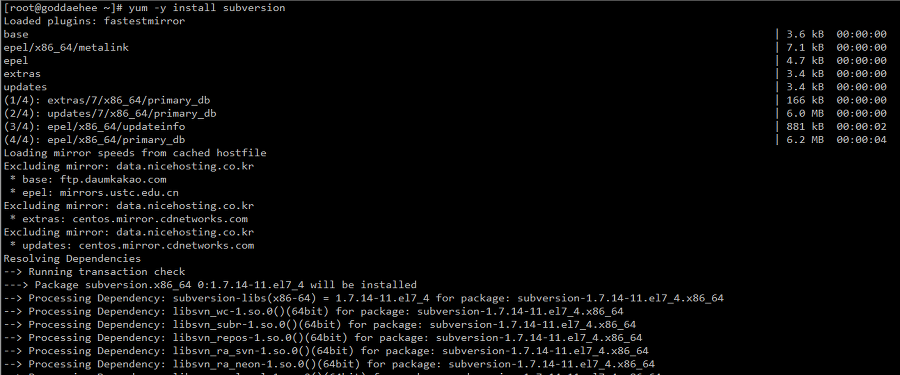 [root@goddaehee ~]# yum -y install subversion
Loaded plugins: fastestmirror
base | 3.6 kB 00:00:00
epel/x86_64/metalink | 7.1 kB 00:00:00
epel | 4.7 kB 00:00:00
extras | 3.4 kB 00:00:00
updates | 3.4 kB 00:00:00
(1/4): extras/7/x86_64/primary_db | 166 kB 00:00:00
(2/4): updates/7/x86_64/primary_db | 6.0 MB 00:00:00
(3/4): epel/x86_64/updateinfo | 881 kB 00:00:02
(4/4): epel/x86_64/primary_db | 6.2 MB 00:00:04
Loading mirror speeds from cached hostfile
Excluding mirror: data.nicehosting.co.kr
* base: ftp.daumkakao.com
* epel: mirrors.ustc.edu.cn
Excluding mirror: data.nicehosting.co.kr
* extras: centos.mirror.cdnetworks.com
Excluding mirror: data.nicehosting.co.kr
* updates: centos.mirror.cdnetworks.com
Resolving Dependencies
--> Running transaction check
---> Package subversion.x86_64 0:1.7.14-11.el7_4 will be installed
--> Processing Dependency: subversion-libs(x86-64) = 1.7.14-11.el7_4 for package: subversion-1.7.14-11.el7_4.x86_64
--> Processing Dependency: libsvn_wc-1.so.0()(64bit) for package: subversion-1.7.14-11.el7_4.x86_64
--> Processing Dependency: libsvn_subr-1.so.0()(64bit) for package: subversion-1.7.14-11.el7_4.x86_64
--> Processing Dependency: libsvn_repos-1.so.0()(64bit) for package: subversion-1.7.14-11.el7_4.x86_64
--> Processing Dependency: libsvn_ra_svn-1.so.0()(64bit) for package: subversion-1.7.14-11.el7_4.x86_64
--> Processing Dependency: libsvn_ra_neon-1.so.0()(64bit) for package: subversion-1.7.14-11.el7_4.x86_64